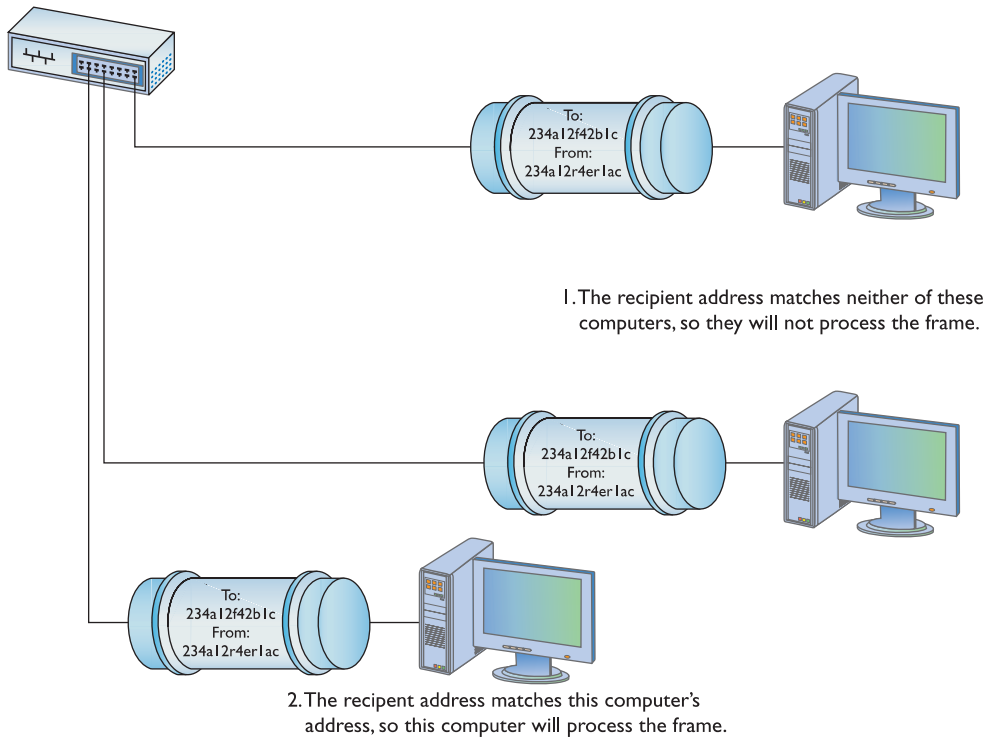 To:
234a12f42b1c
From:
234a12r4er1ac
1. The recipient address matches neither of these
computers, so they will not process the frame.
To:
234a12f42b1c
From:
234a12r4er1ac
To:
234a12f42b1c
From:
234a12r4er1ac
2. The recipent address matches this computer's
address, so this computer will process the frame.